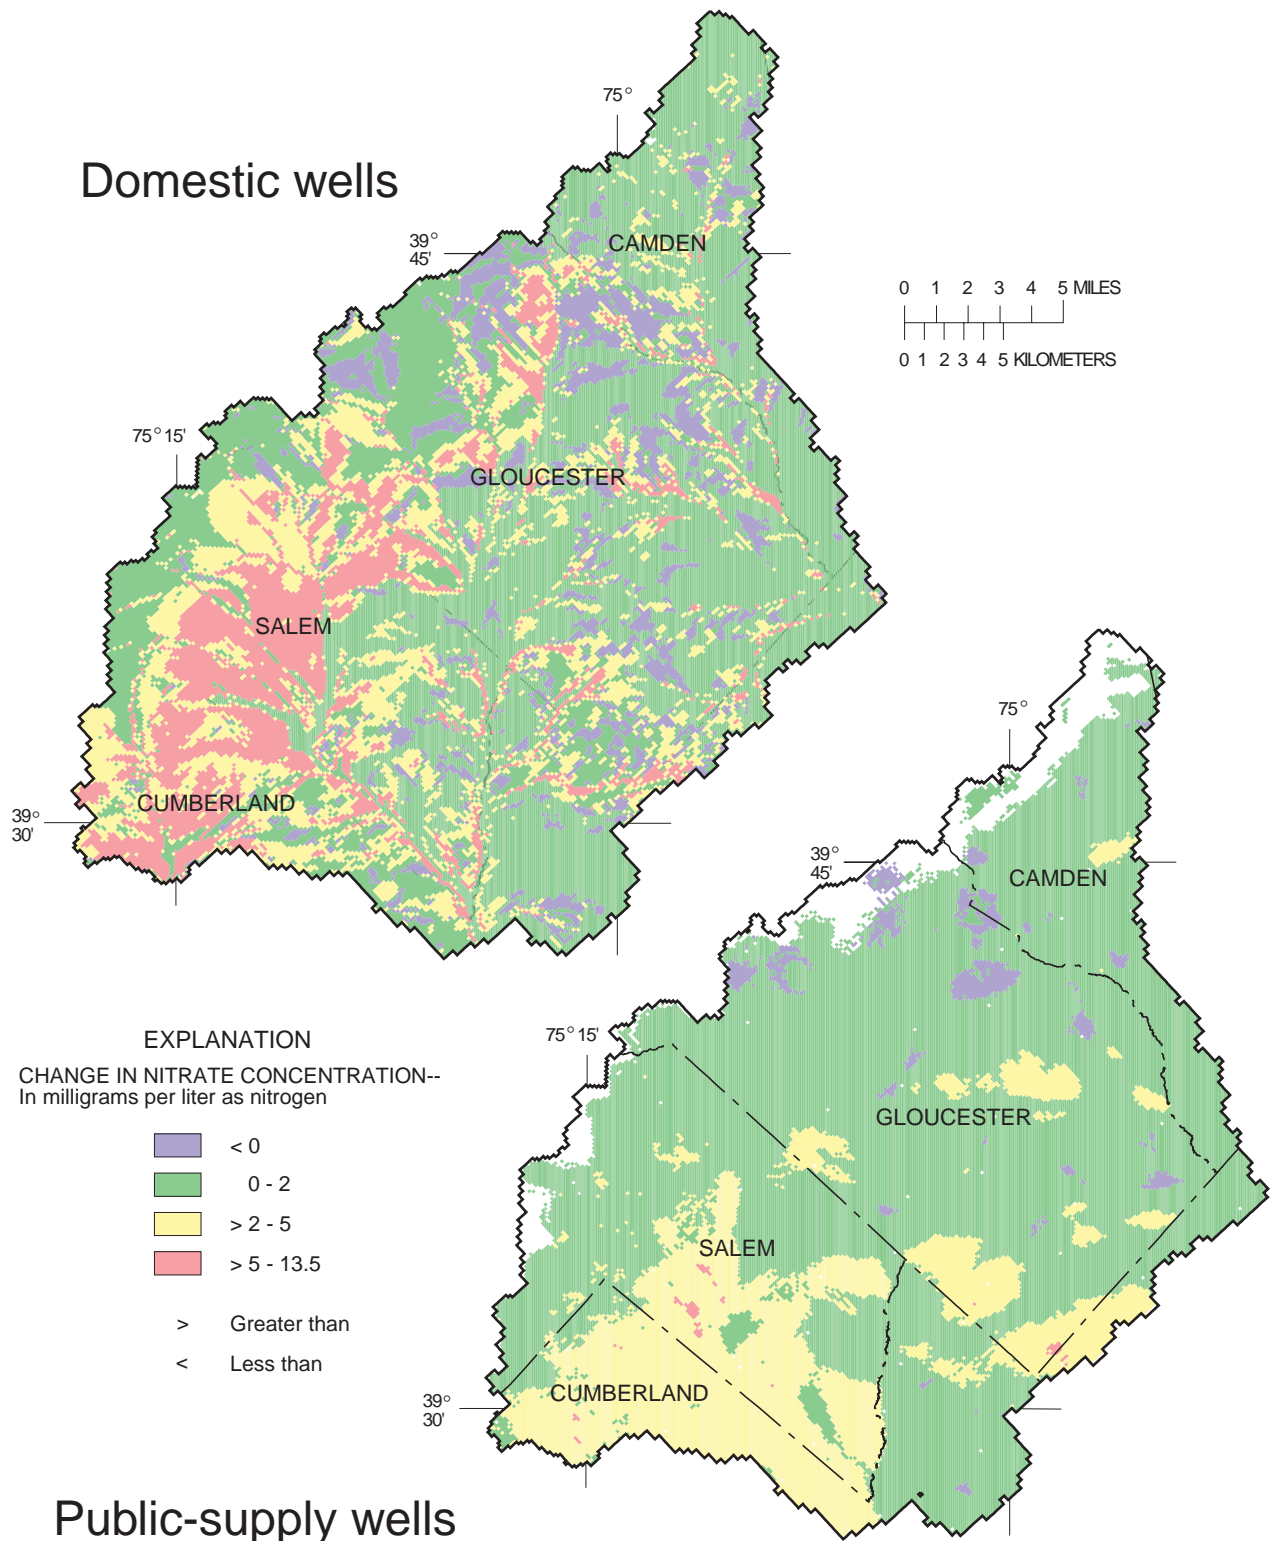 Domestic wells
75°
39°
45'
CAMDEN
0 1 2 3 4 5 MILES
0 1 2 3 4 5 KILOMETERS
75° 15'
GLOUCESTER
SALEM
CUMBERLAND
39°
30'
75°
39°
45'
CAMDEN
75° 15'
GLOUCESTER
SALEM
CUMBERLAND
39°
30'
EXPLANATION
CHANGE IN NITRATE CONCENTRATION--
In milligrams per liter as nitrogen
< 0
0 - 2
> 2 - 5
> 5 - 13.5
> Greater than
< Less than
Public-supply wells